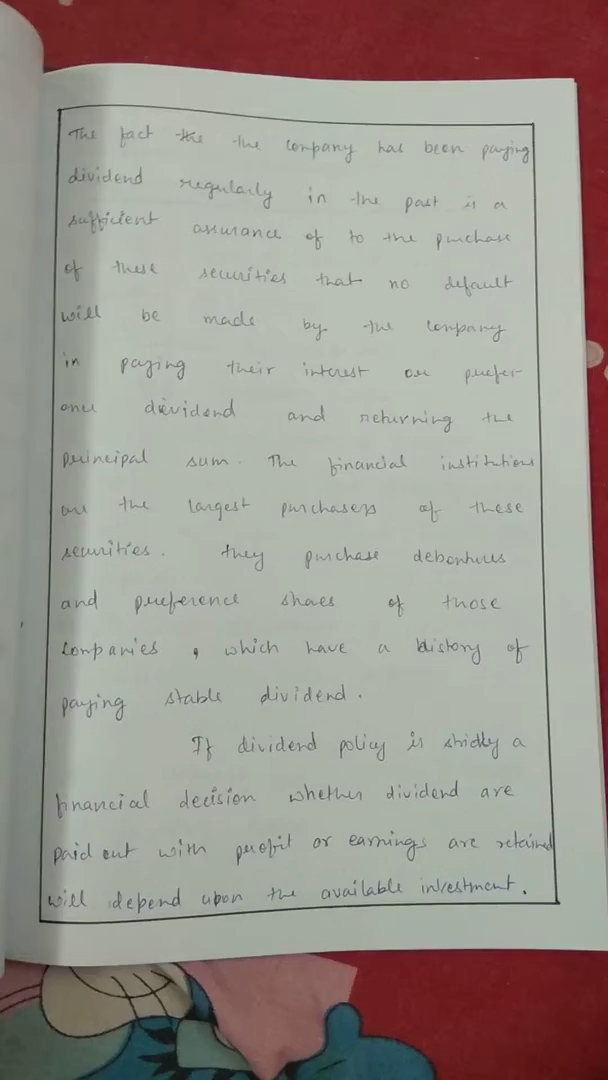 The fact the the company has been paying
dividend regularly in the past is a
sufficient assurance of to the purchase
of these securities that no default
will be made by the company
in paying their interest or prefer-
ance dividend and returning the
principal sum. The financial institutions
are the largest purchasers of these
securities. They purchase debentures
and preference shaes of those
companies, which have a history of
paying stable dividend.
If dividend policy is strictly a
financial decision whether dividend are
paid out with profit or earnings are retained
will depend upon the available investment.